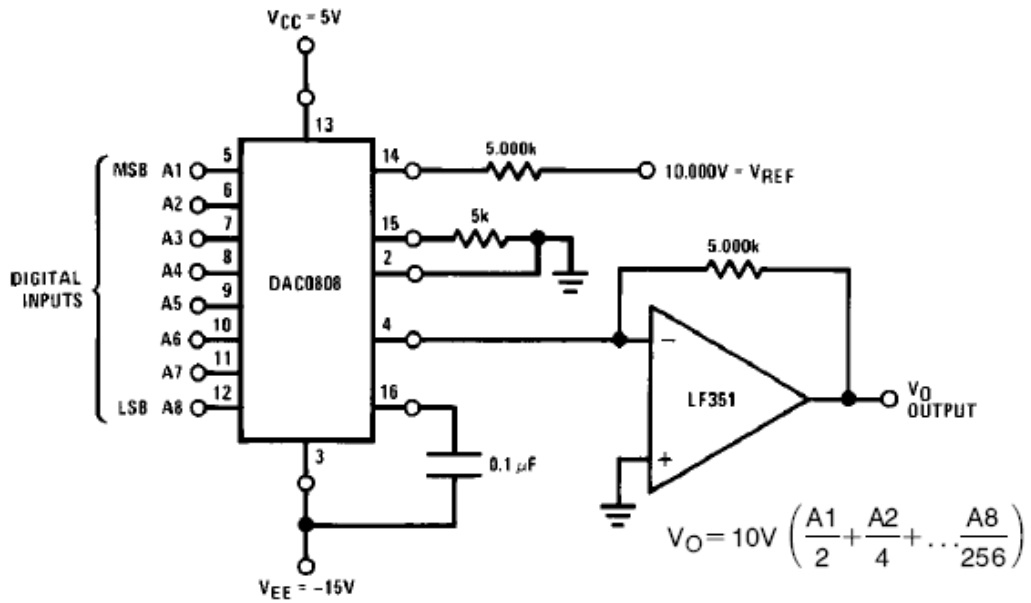 VCC = 5V
13
MSB A1 5
A2 6
A3 7
A4 8
A5 9
A6 10
A7 11
LSB A8 12
DIGITAL
INPUTS
DAC0808
14
5.000k
10.000V = VREF
15
5k
2
4
16
0.1 μF
3
VEE = -15V
5.000k
−
LF351
+
VO
OUTPUT
VO = 10V (A1/2 + A2/4 + ... A8/256)